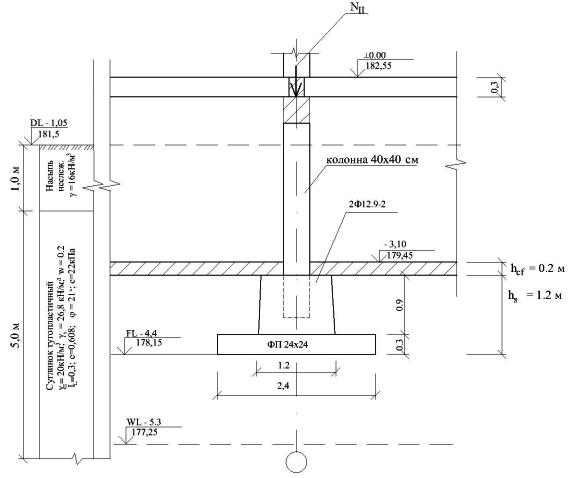 N_II
±0.00
182,55
0,3
DL - 1,05
181,5
1,0 м
Насыпь
неслеж.
γ =16кН/м³
колонна 40x40 см
2Ф12.9-2
- 3,10
179,45
h_cf = 0.2 м
h_s = 1.2 м
5,0 м
Суглинок тугопластичный
γ_II= 20кН/м³; γ_s = 26,8 кН/м³; w = 0.2
I_L=0,3; e=0,608; φ = 21°; c=22кПа
0.9
FL - 4,4
178,15
ФП 24x24
0.3
1.2
2,4
WL - 5.3
177,25